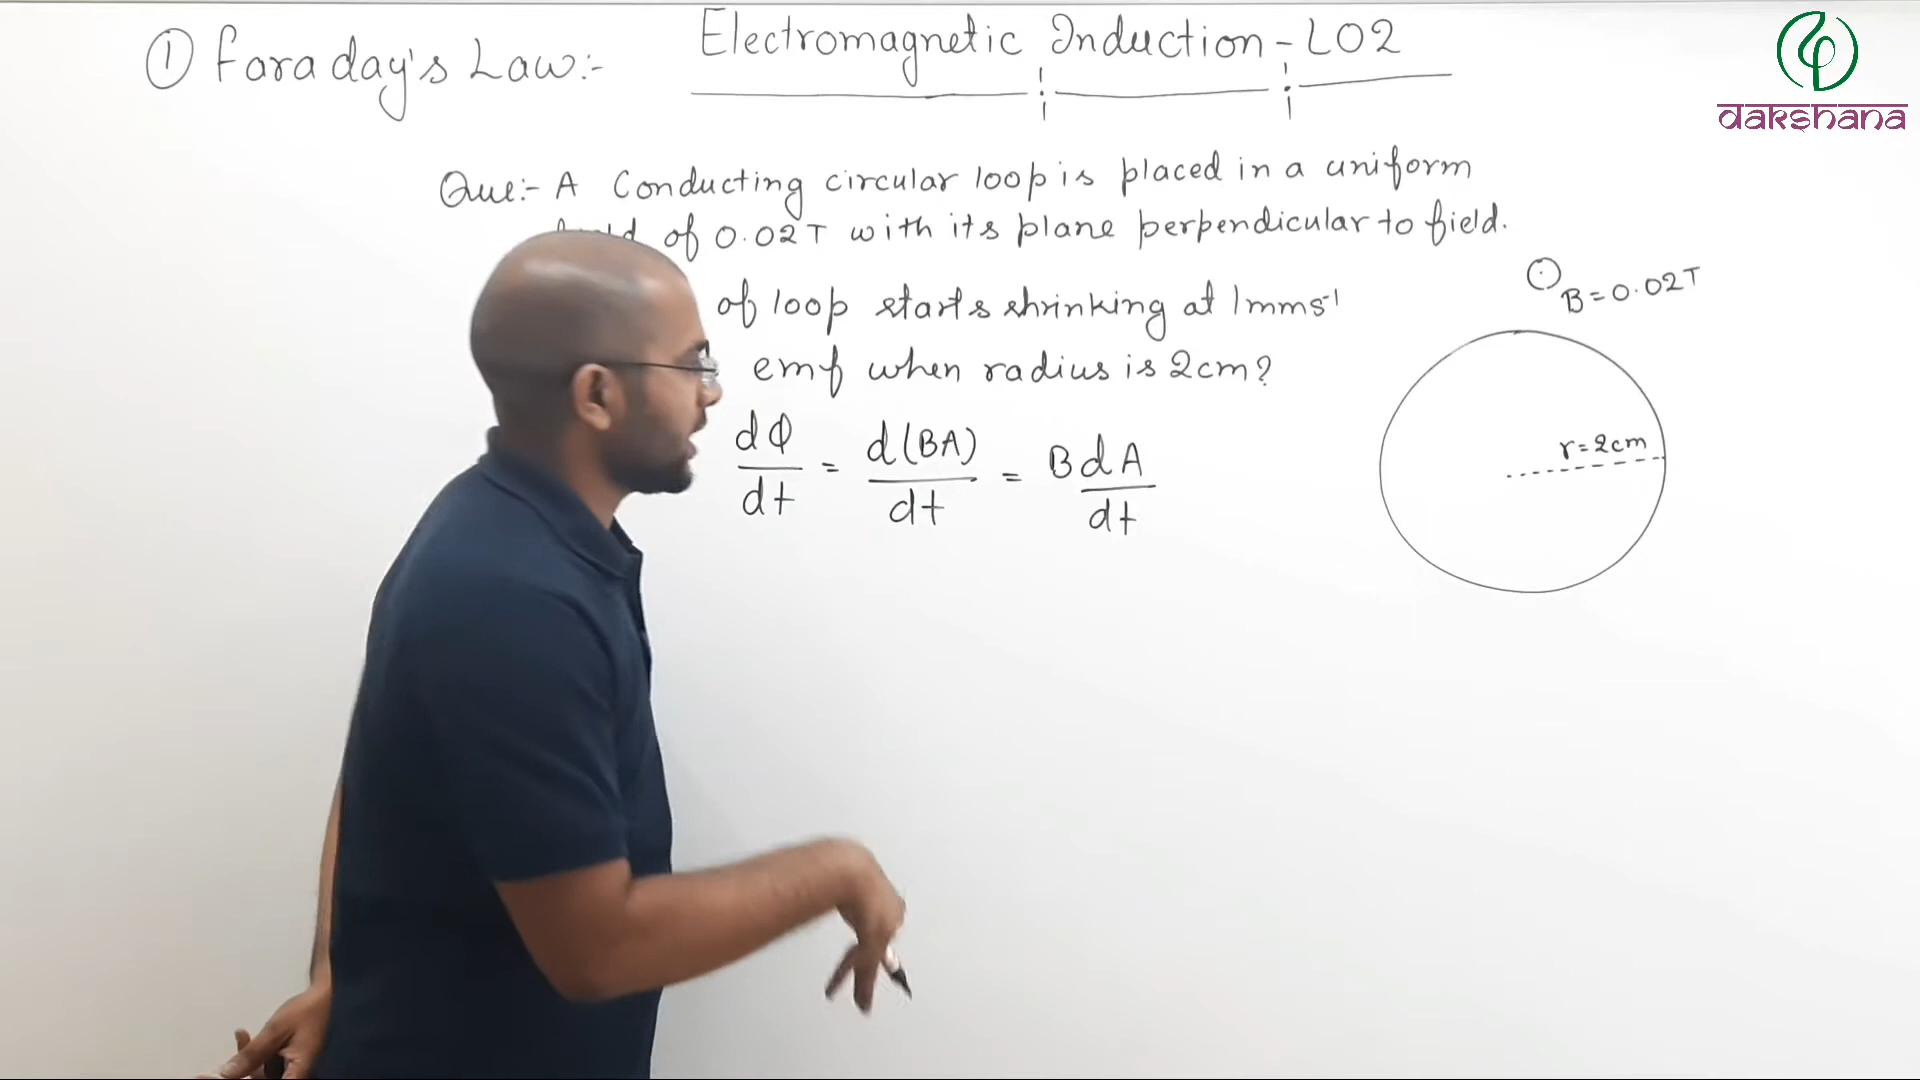 ① Faraday's Law:-
Electromagnetic Induction - L02
dakshana
Que:- A Conducting circular loop is placed in a uniform
of 0.02T with its plane perpendicular to field.
of loop starts shrinking at 1mms⁻¹
emf when radius is 2cm?
dΦ/dt = d(BA)/dt = B dA/dt
B = 0.02T
r = 2cm